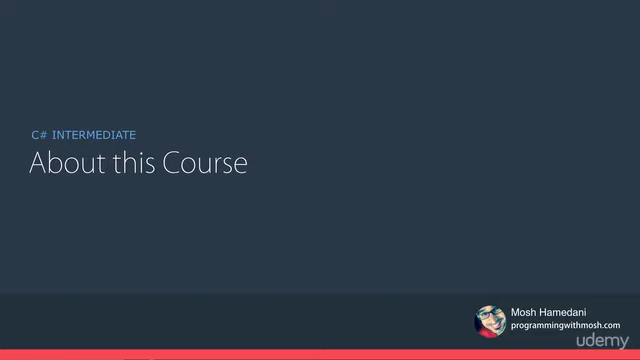 C# INTERMEDIATE
About this Course
Mosh Hamedani
programmingwithmosh.com
udemy